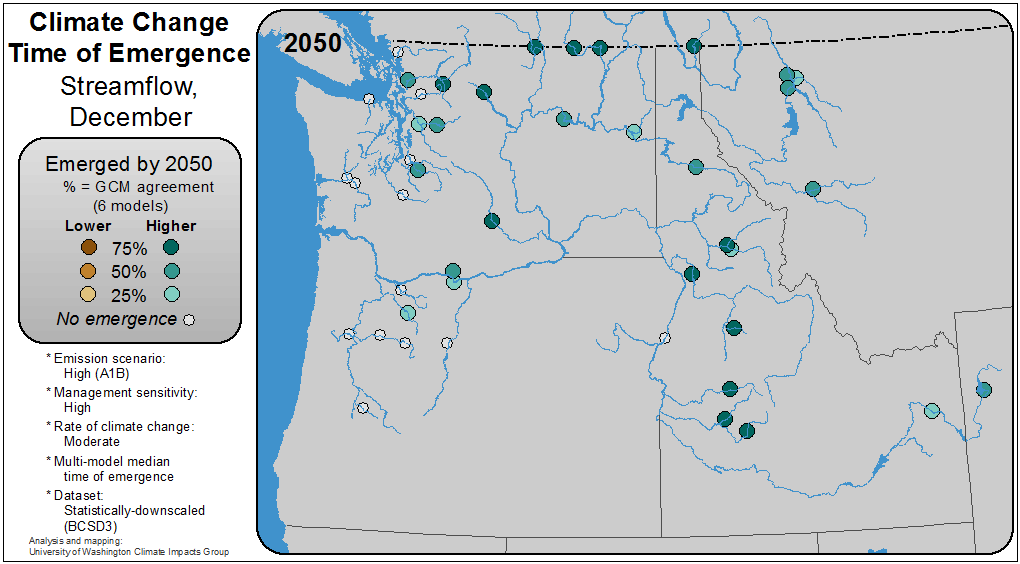 Climate Change
Time of Emergence
Streamflow,
December
Emerged by 2050
% = GCM agreement
(6 models)
Lower Higher
75%
50%
25%
No emergence
* Emission scenario:
High (A1B)
* Management sensitivity:
High
* Rate of climate change:
Moderate
* Multi-model median
time of emergence
* Dataset:
Statistically-downscaled
(BCSD3)
Analysis and mapping:
University of Washington Climate Impacts Group
2050